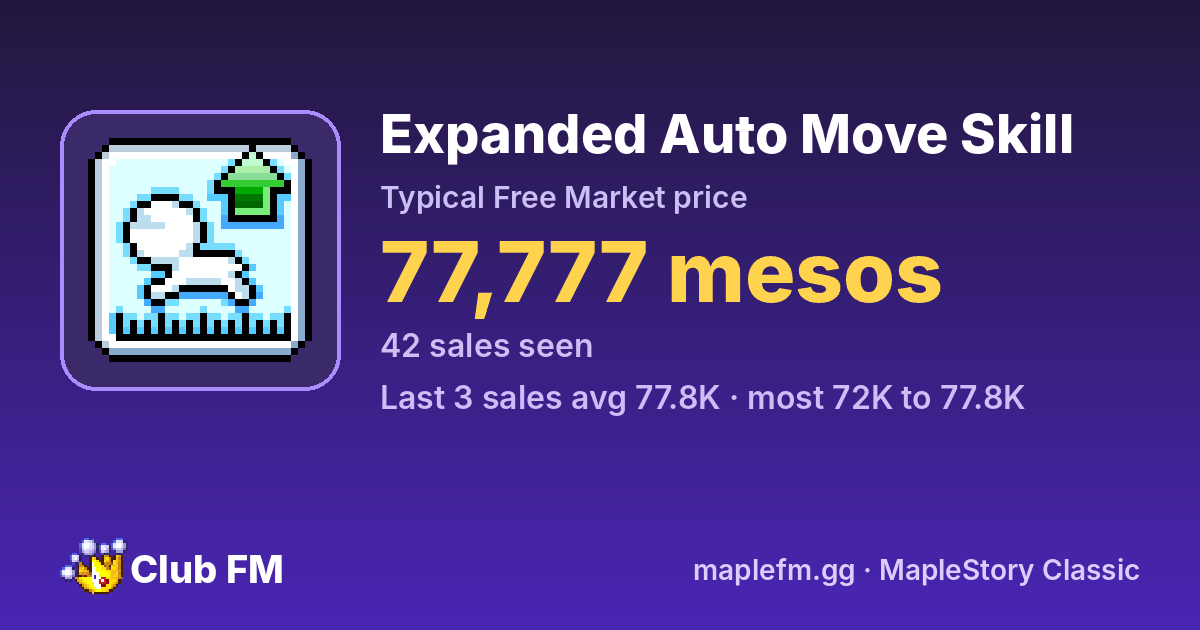 Expanded Auto Move Skill
Typical Free Market price
77,777 mesos
42 sales seen
Last 3 sales avg 77.8K · most 72K to 77.8K
Club FM
maplefm.gg · MapleStory Classic